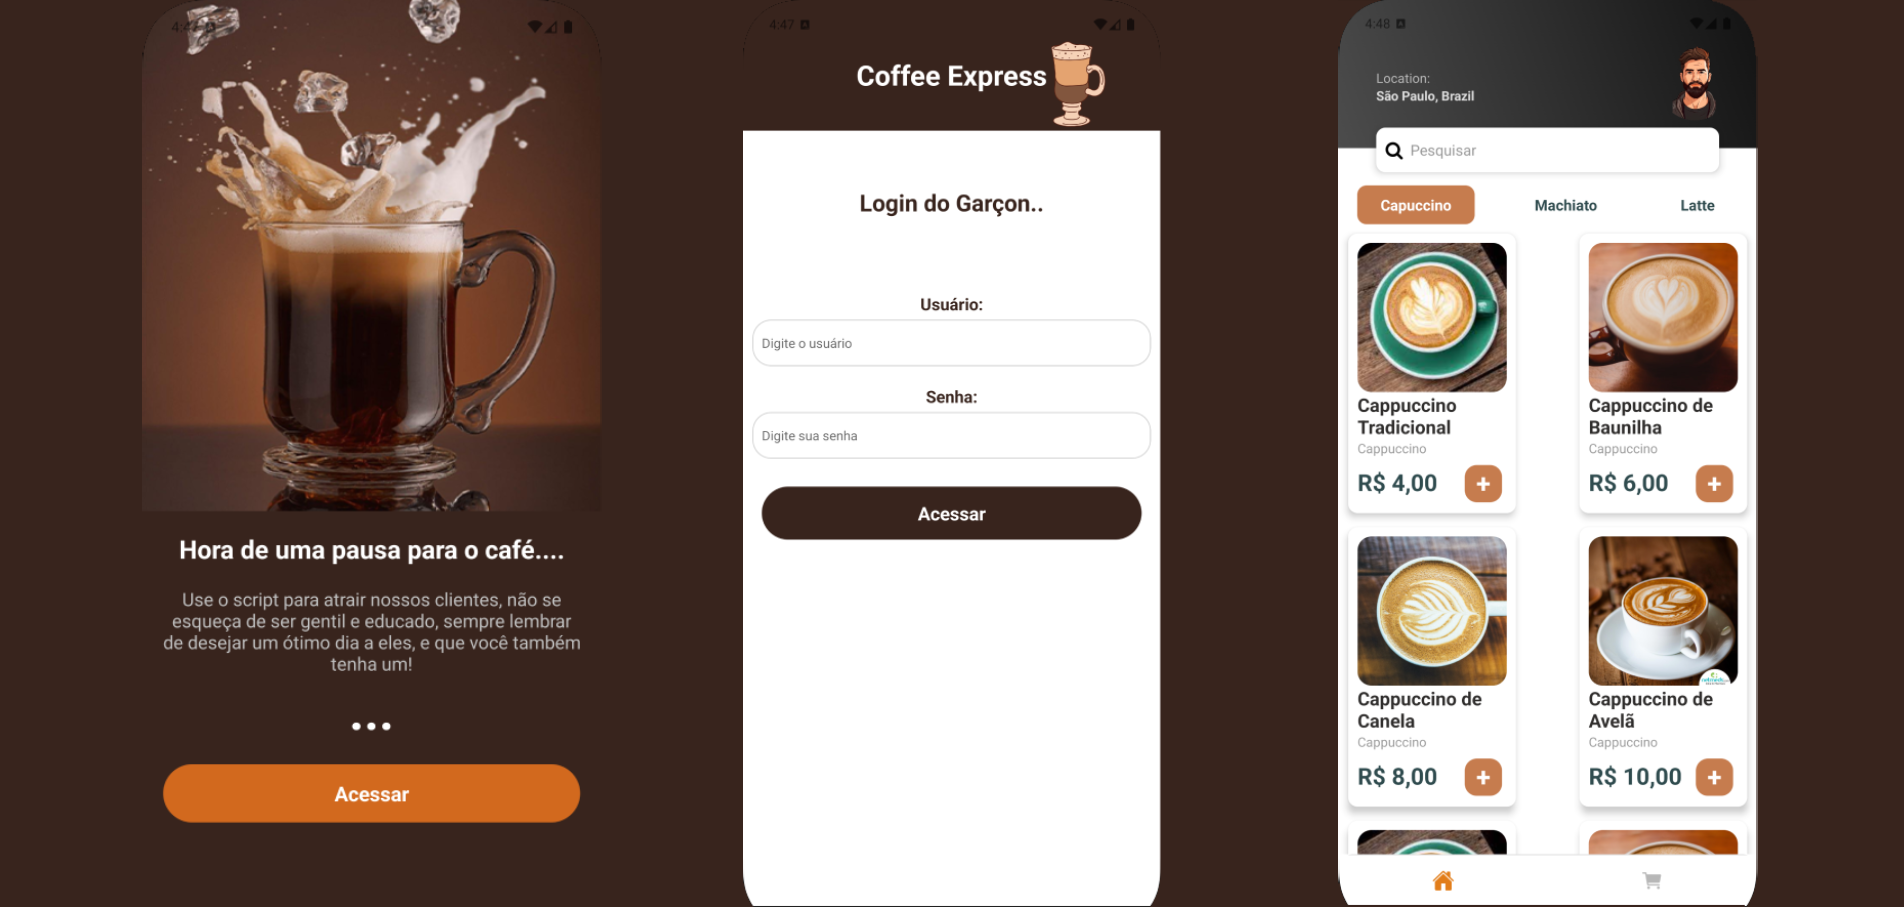 4:4
Hora de uma pausa para o café....
Use o script para atrair nossos clientes, não se
esqueça de ser gentil e educado, sempre lembrar
de desejar um ótimo dia a eles, e que você também
tenha um!
Acessar
4:47
Coffee Express
Login do Garçon..
Usuário:
Digite o usuário
Senha:
Digite sua senha
Acessar
4:48
Location:
São Paulo, Brazil
Pesquisar
Capuccino
Machiato
Latte
Cappuccino
Tradicional
Cappuccino
R$ 4,00
+
Cappuccino de
Baunilha
Cappuccino
R$ 6,00
+
Cappuccino de
Canela
Cappuccino
R$ 8,00
+
Cappuccino de
Avelã
Cappuccino
R$ 10,00
+